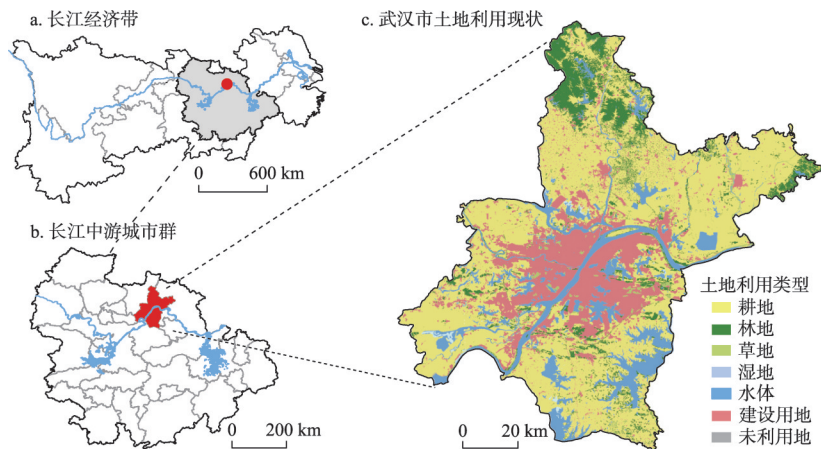 a. 长江经济带
0 600 km
b. 长江中游城市群
0 200 km
c. 武汉市土地利用现状
土地利用类型
耕地
林地
草地
湿地
水体
建设用地
未利用地
0 20 km